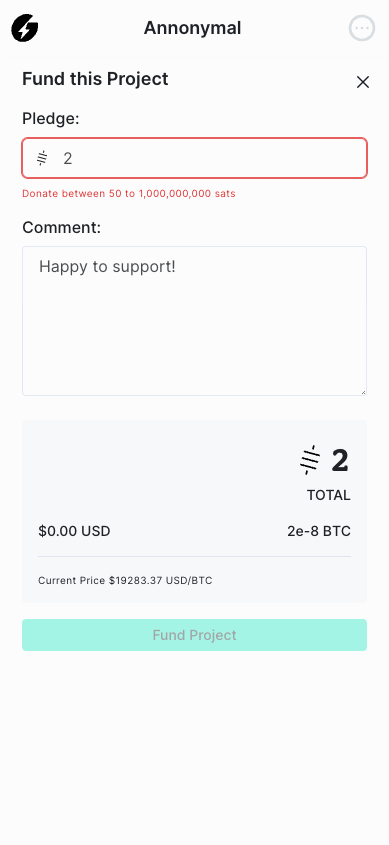 Annonymal
Fund this Project
Pledge:
2
Donate between 50 to 1,000,000,000 sats
Comment:
Happy to support!
2
TOTAL
$0.00 USD 2e-8 BTC
Current Price $19283.37 USD/BTC
Fund Project